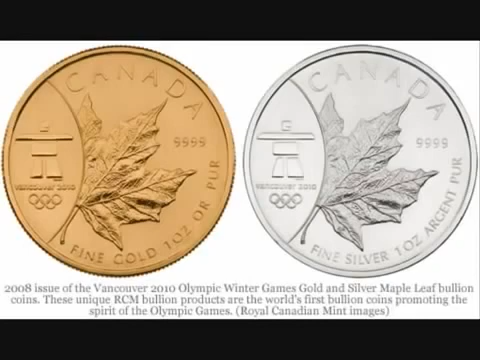 CANADA
9999
VANCOUVER 2010
FINE GOLD 1 OZ OR PUR
CANADA
9999
VANCOUVER 2010
FINE SILVER 1 OZ ARGENT PUR
2008 issue of the Vancouver 2010 Olympic Winter Games Gold and Silver Maple Leaf bullion
coins. These unique RCM bullion products are the world's first bullion coins promoting the
spirit of the Olympic Games. (Royal Canadian Mint images)